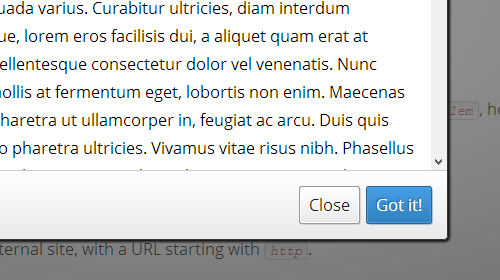 uada varius. Curabitur ultricies, diam interdum
ue, lorem eros facilisis dui, a aliquet quam erat at
ellentesque consectetur dolor vel venenatis. Nunc
nollis at fermentum eget, lobortis non enim. Maecenas
haretra ut ullamcorper in, feugiat ac arcu. Duis quis
o pharetra ultricies. Vivamus vitae risus nibh. Phasellus
lem, ho
Close Got it!
ternal site, with a URL starting with http.